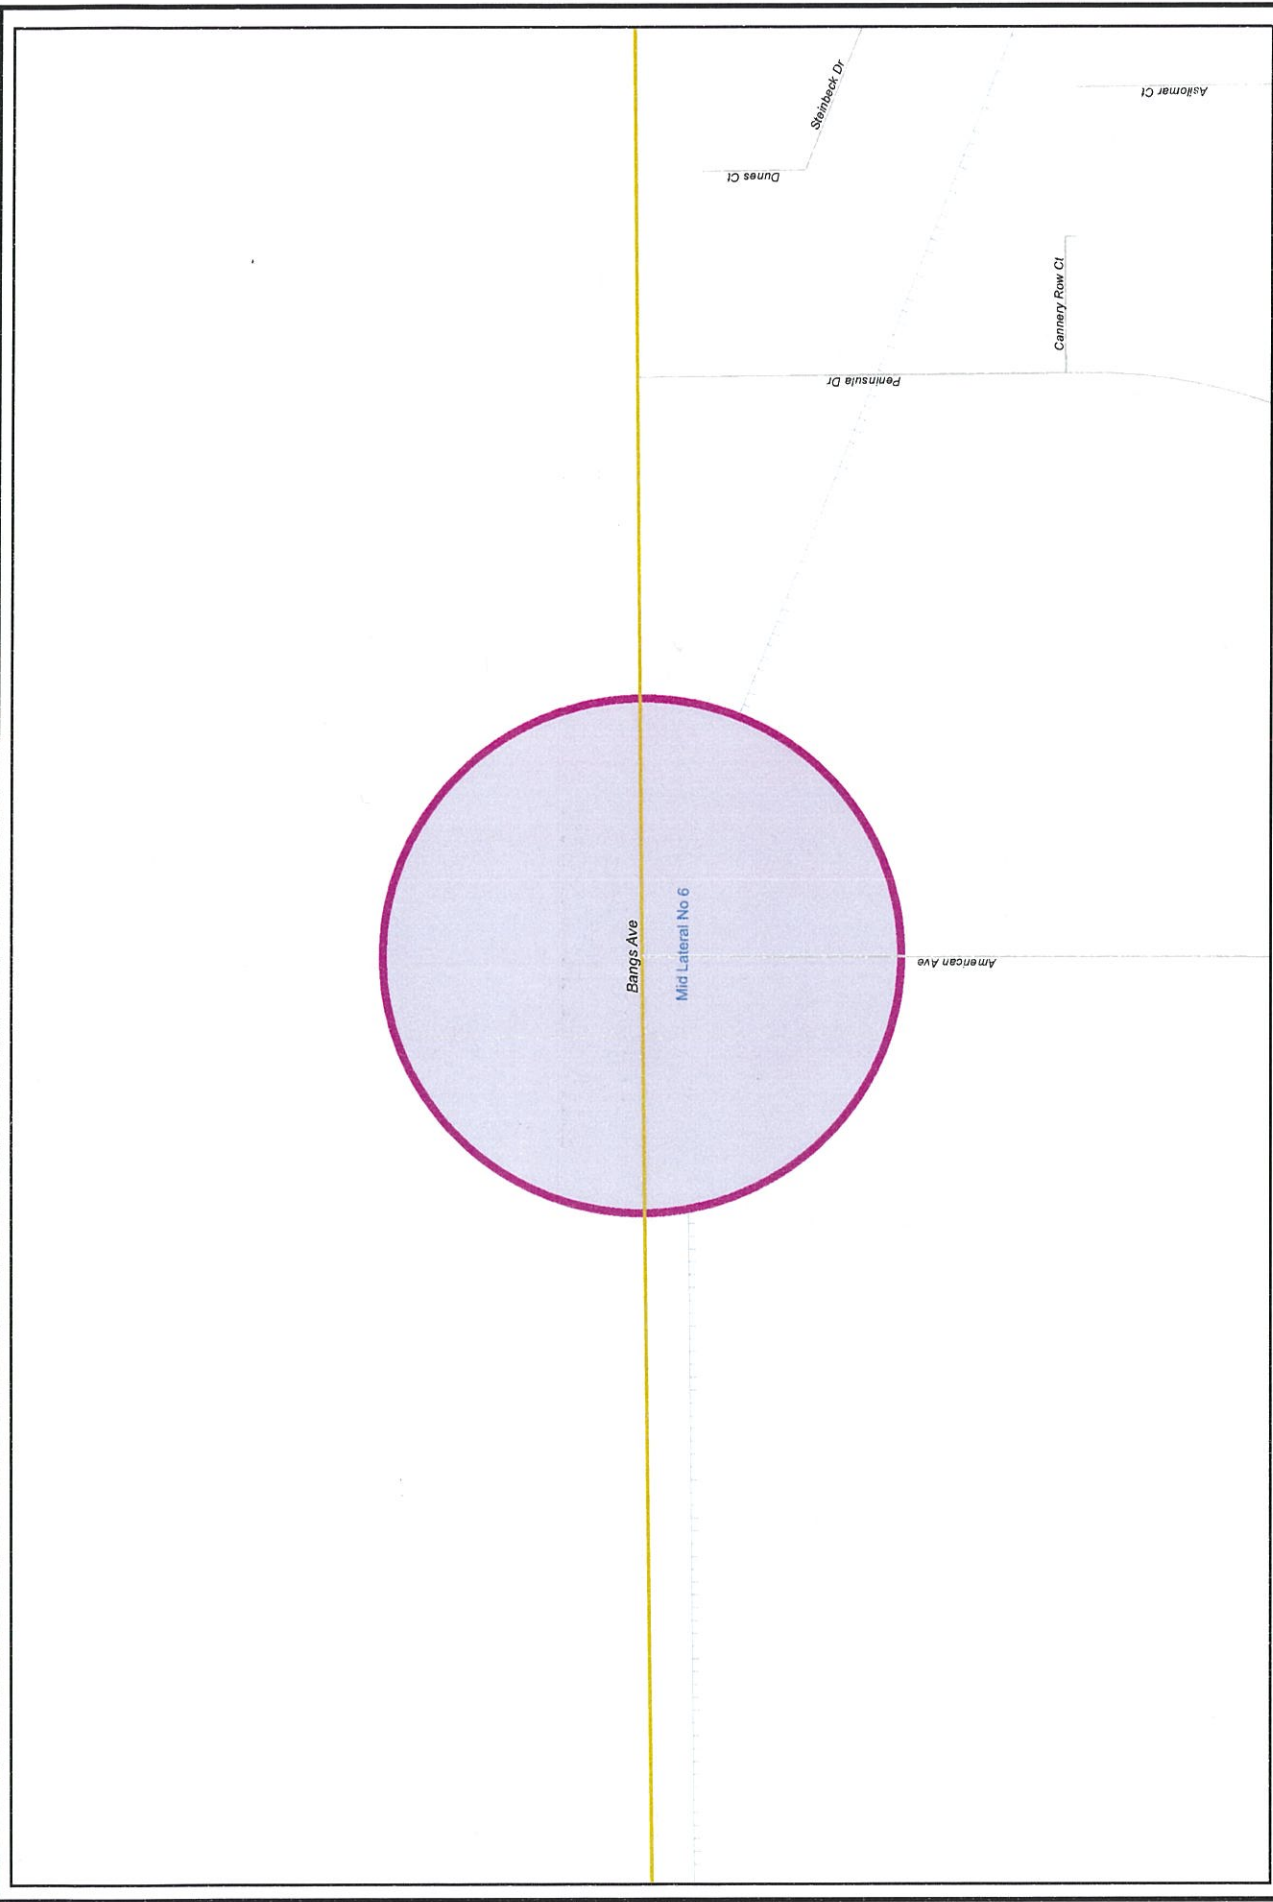 Steinbeck Dr
Asilomar Ct
Dunes Ct
Cannery Row Ct
Peninsula Dr
Bangs Ave
Mid Lateral No 6
American Ave